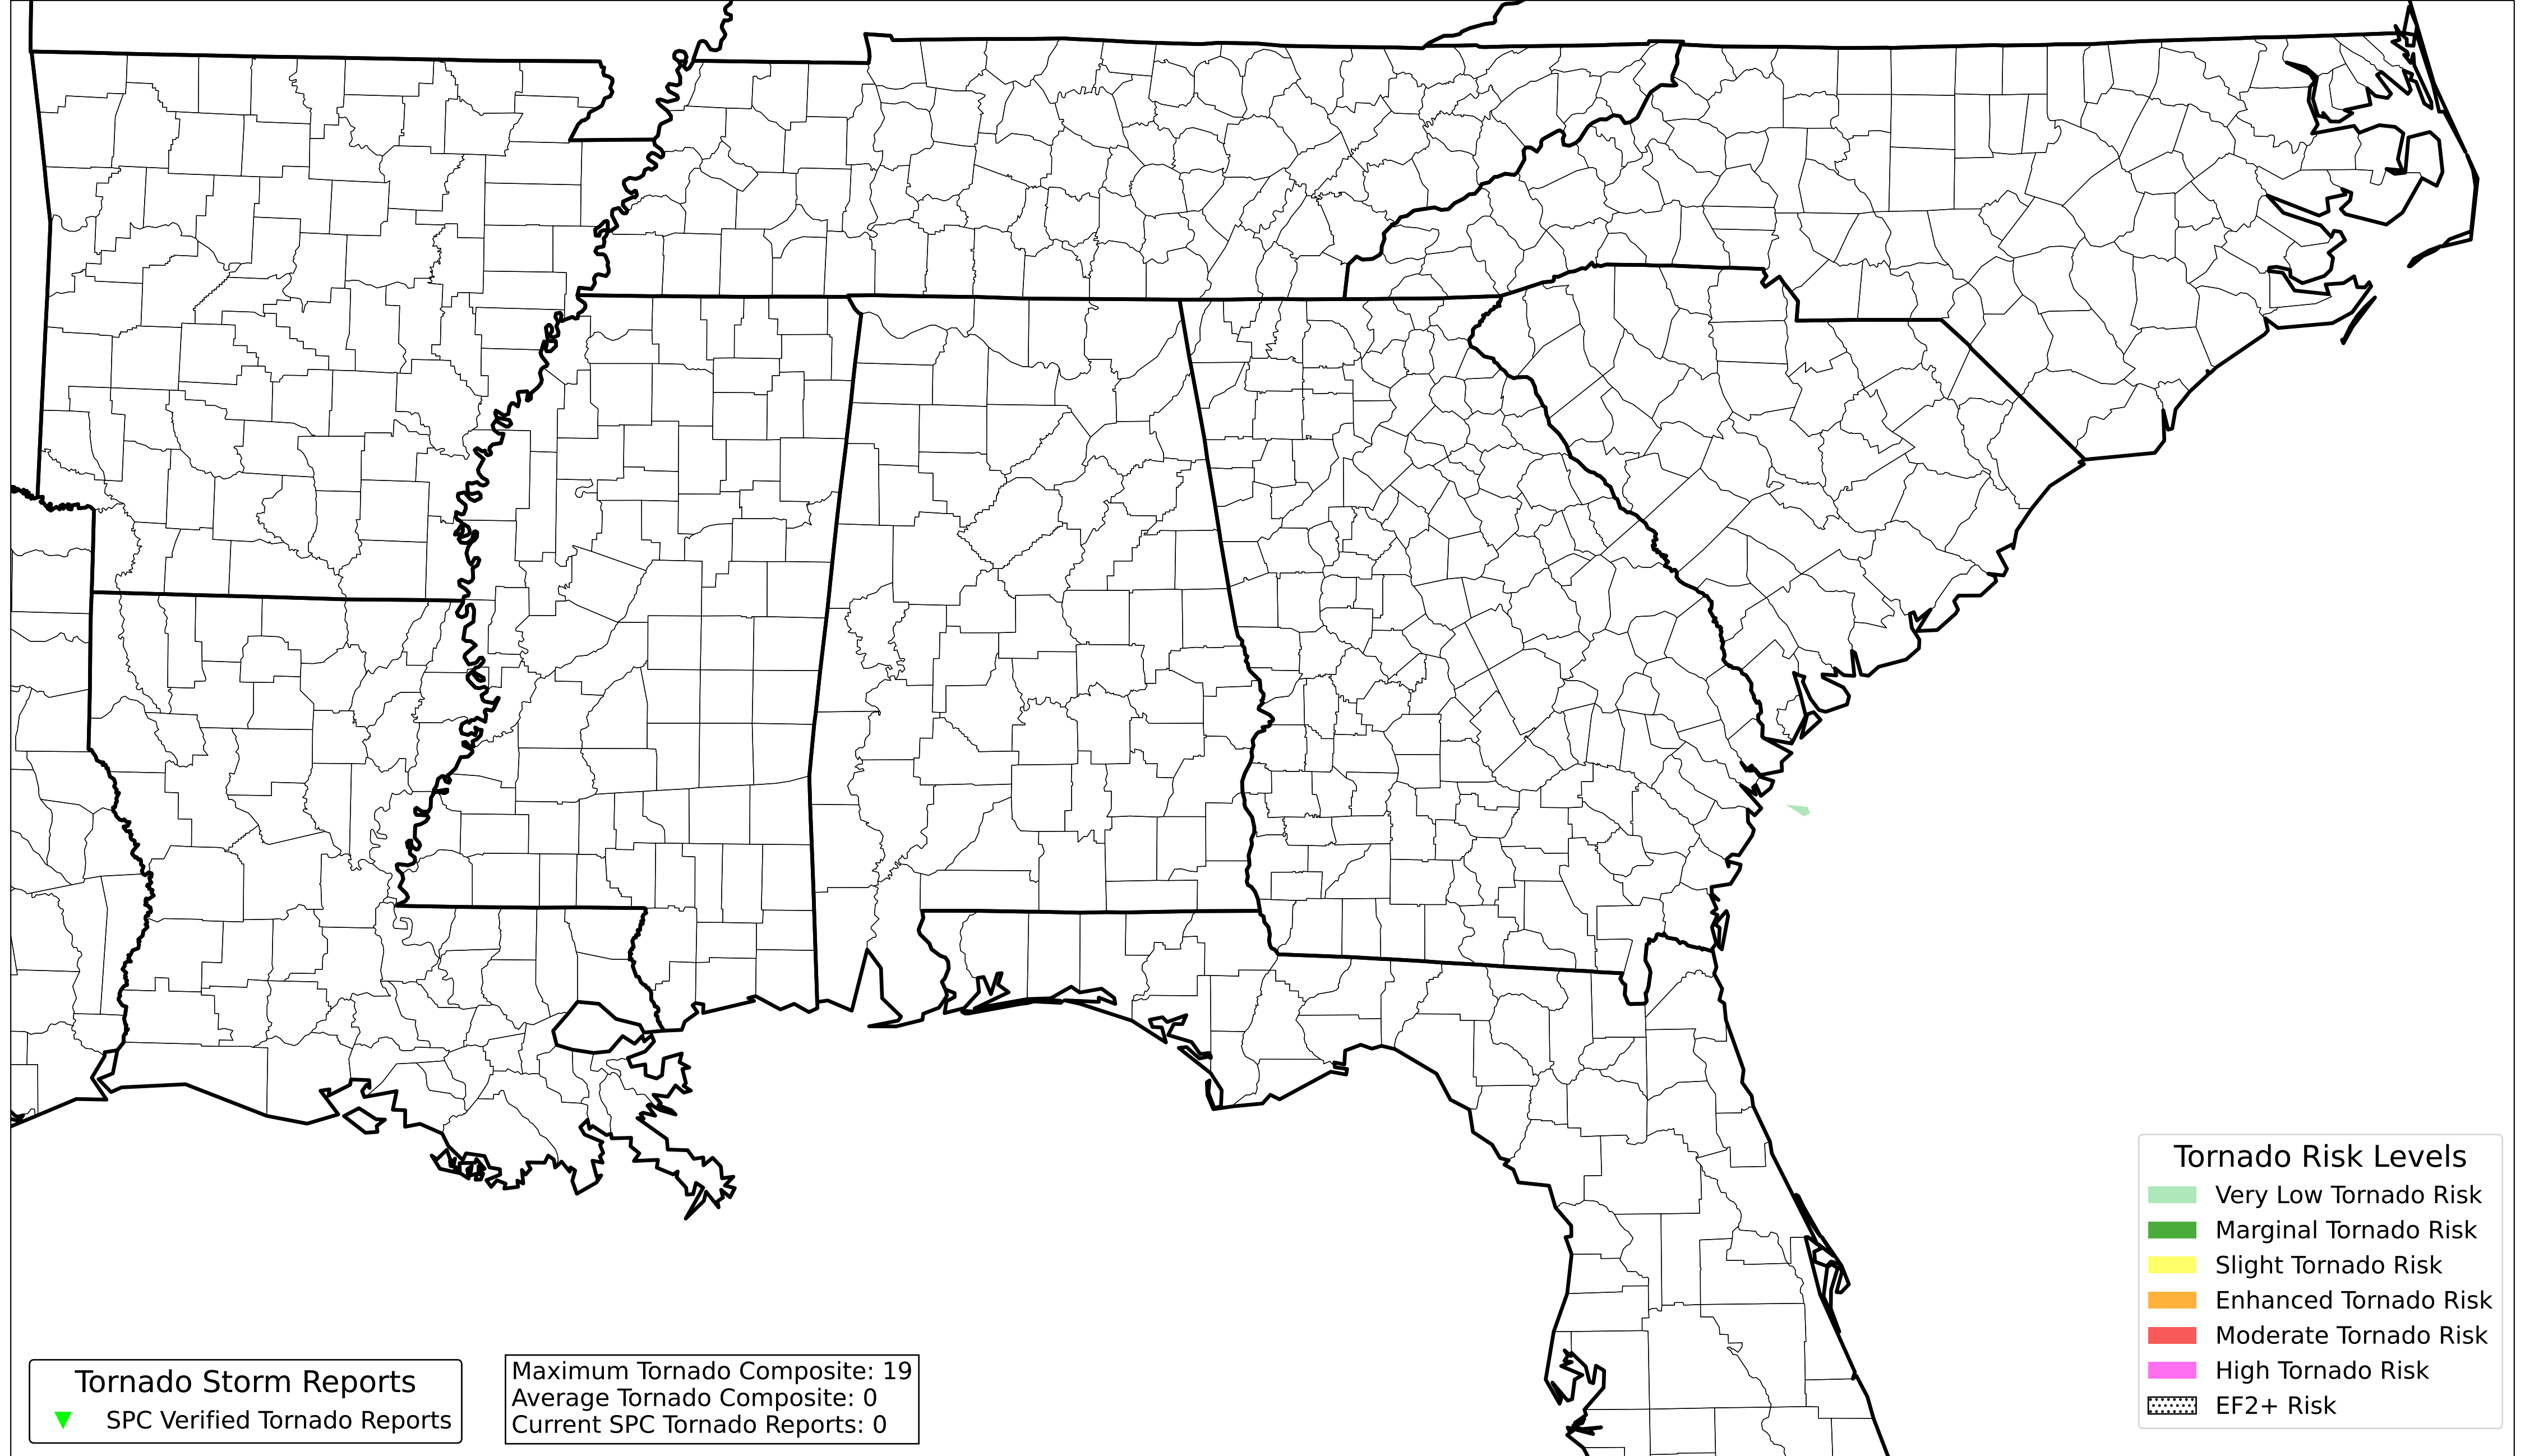 Tornado Risk Levels
Very Low Tornado Risk
Marginal Tornado Risk
Slight Tornado Risk
Enhanced Tornado Risk
Moderate Tornado Risk
High Tornado Risk
EF2+ Risk
Tornado Storm Reports
SPC Verified Tornado Reports
Maximum Tornado Composite: 19
Average Tornado Composite: 0
Current SPC Tornado Reports: 0